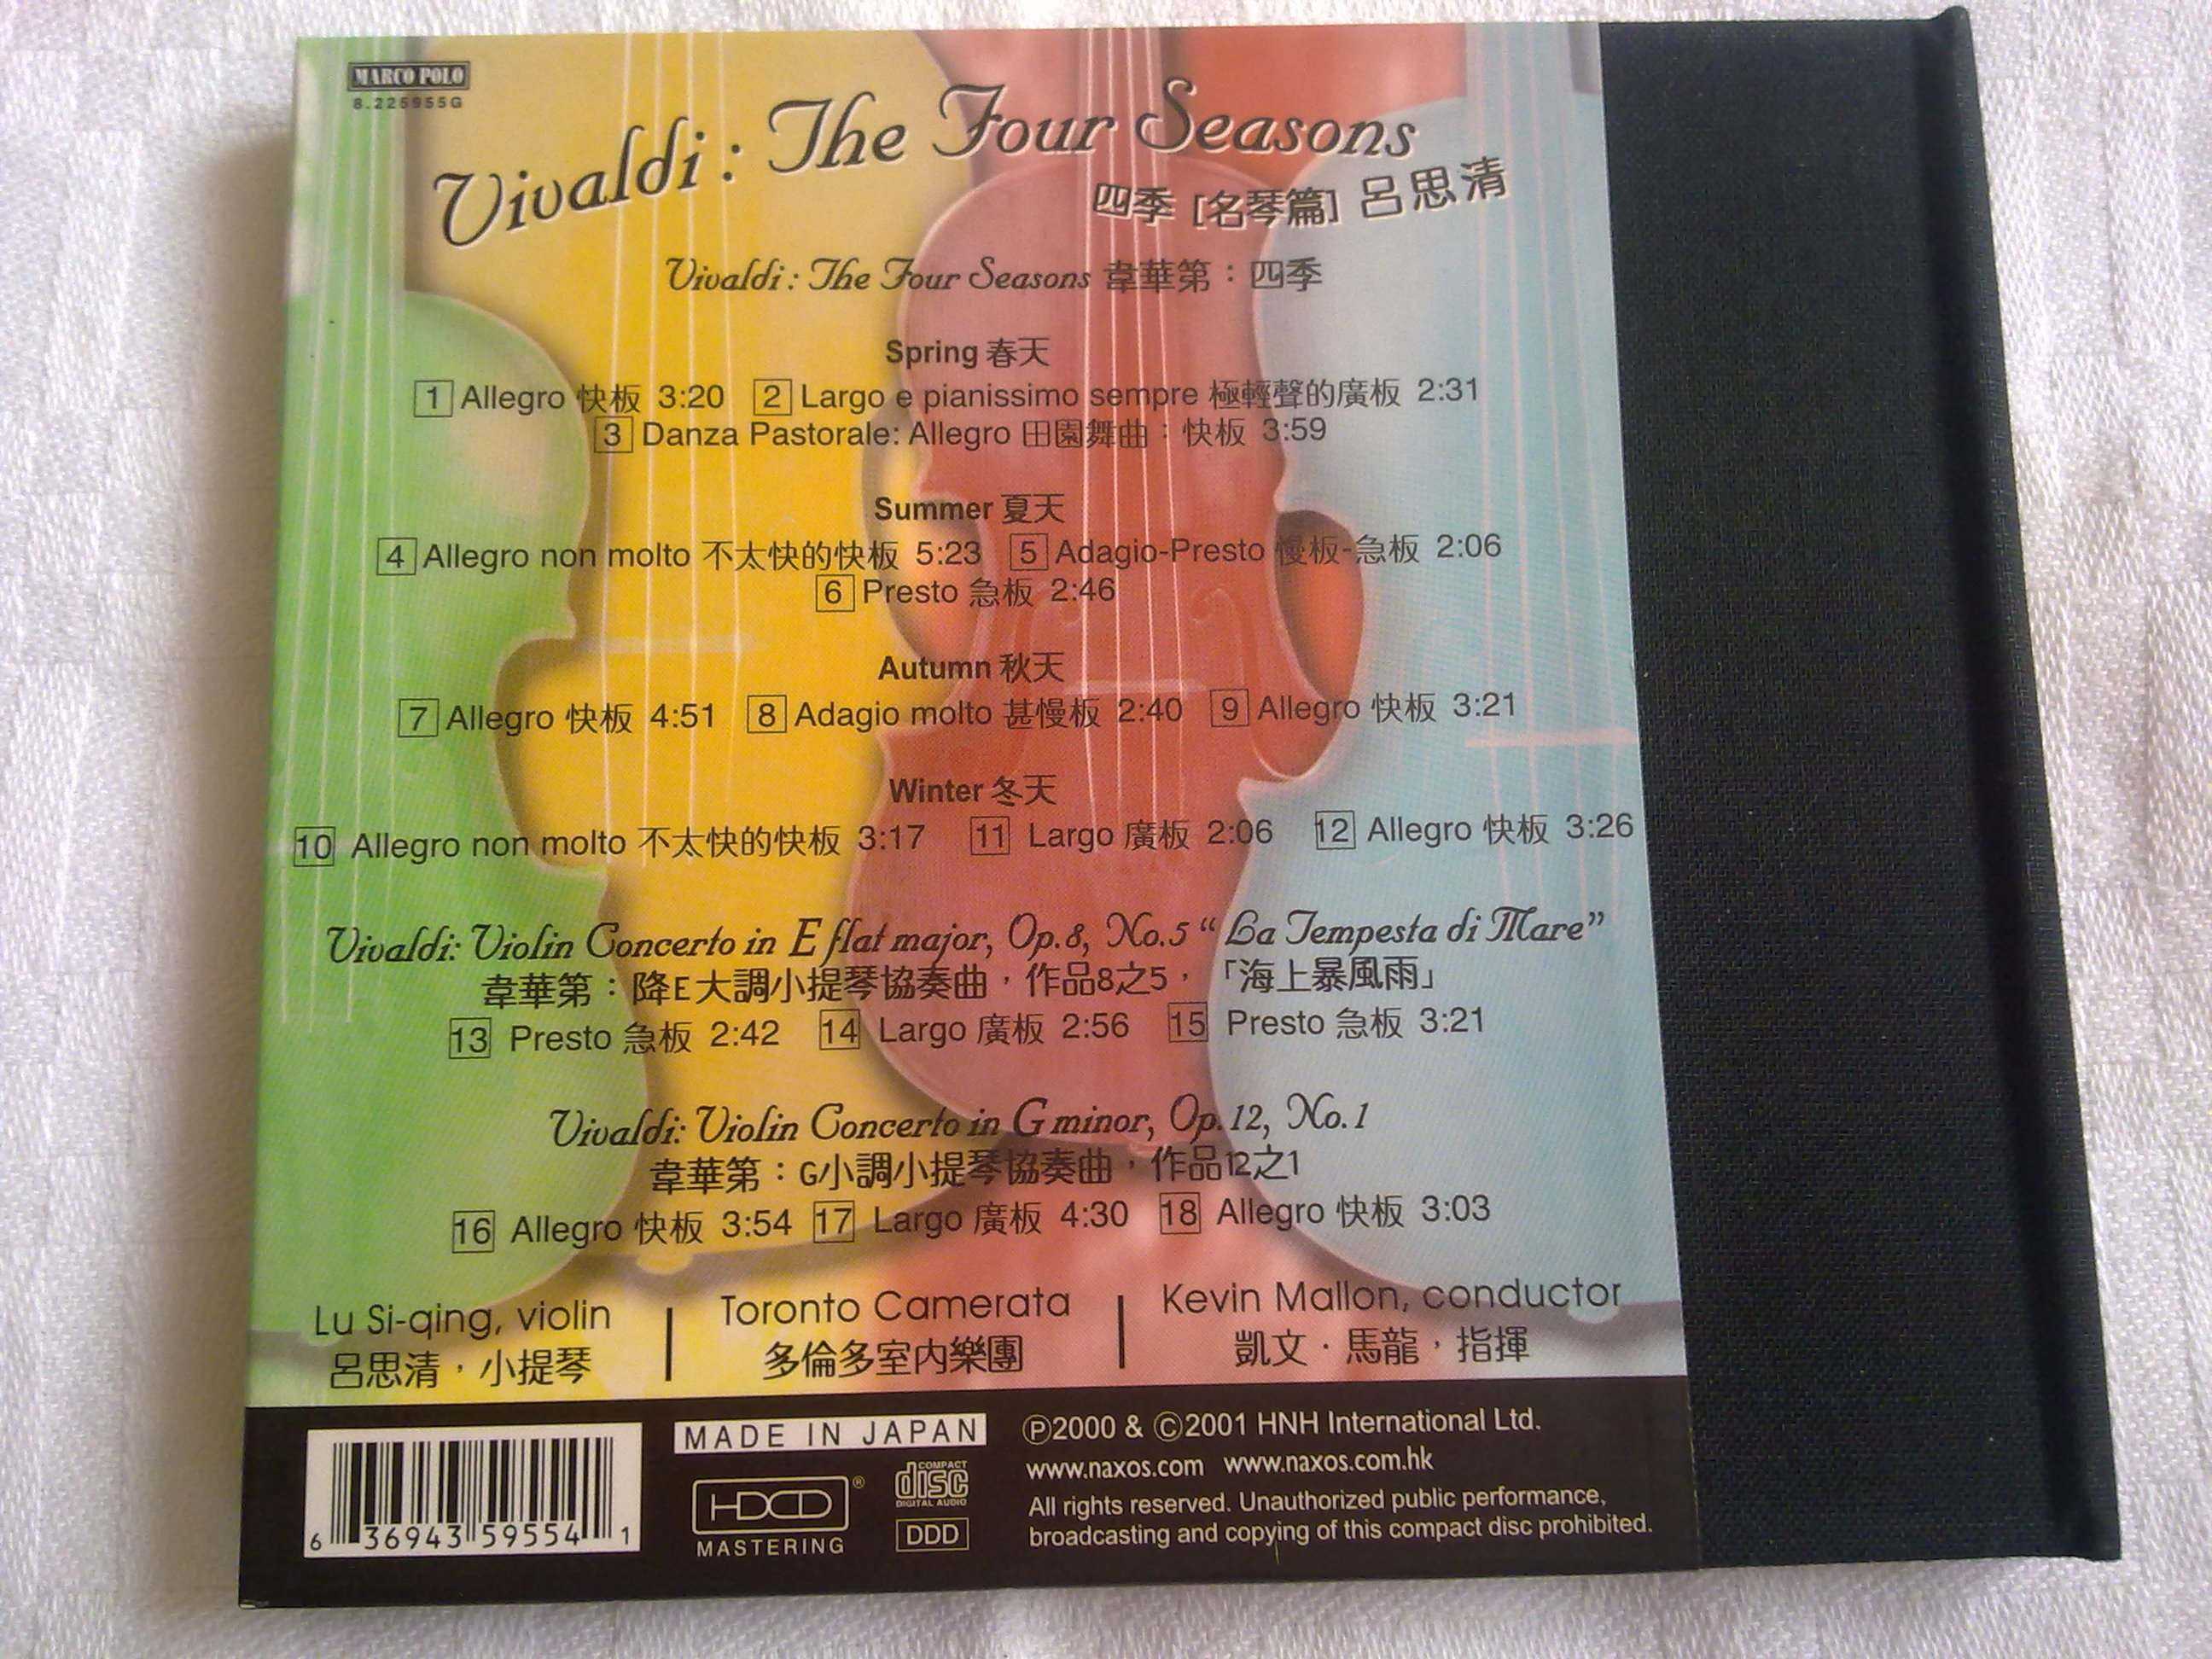 MARCO POLO
8.225955G
Vivaldi : The Four Seasons
四季 [名琴篇] 呂思清
Vivaldi : The Four Seasons 韋華第：四季
Spring 春天
1 Allegro 快板 3:20 2 Largo e pianissimo sempre 極輕聲的廣板 2:31
3 Danza Pastorale: Allegro 田園舞曲：快板 3:59
Summer 夏天
4 Allegro non molto 不太快的快板 5:23 5 Adagio-Presto 慢板-急板 2:06
6 Presto 急板 2:46
Autumn 秋天
7 Allegro 快板 4:51 8 Adagio molto 甚慢板 2:40 9 Allegro 快板 3:21
Winter 冬天
10 Allegro non molto 不太快的快板 3:17 11 Largo 廣板 2:06 12 Allegro 快板 3:26
Vivaldi: Violin Concerto in E flat major, Op.8, No.5 “ La Tempesta di Mare”
韋華第：降E大調小提琴協奏曲，作品8之5，「海上暴風雨」
13 Presto 急板 2:42 14 Largo 廣板 2:56 15 Presto 急板 3:21
Vivaldi: Violin Concerto in G minor, Op.12, No.1
韋華第：G小調小提琴協奏曲，作品12之1
16 Allegro 快板 3:54 17 Largo 廣板 4:30 18 Allegro 快板 3:03
Lu Si-qing, violin | Toronto Camerata | Kevin Mallon, conductor
呂思清，小提琴 多倫多室內樂團 凱文．馬龍，指揮
6 36943 59554 1
MADE IN JAPAN
HDCD ®
MASTERING
COMPACT
disc
DIGITAL AUDIO
DDD
Ⓟ2000 & ©2001 HNH International Ltd.
www.naxos.com www.naxos.com.hk
All rights reserved. Unauthorized public performance,
broadcasting and copying of this compact disc prohibited.